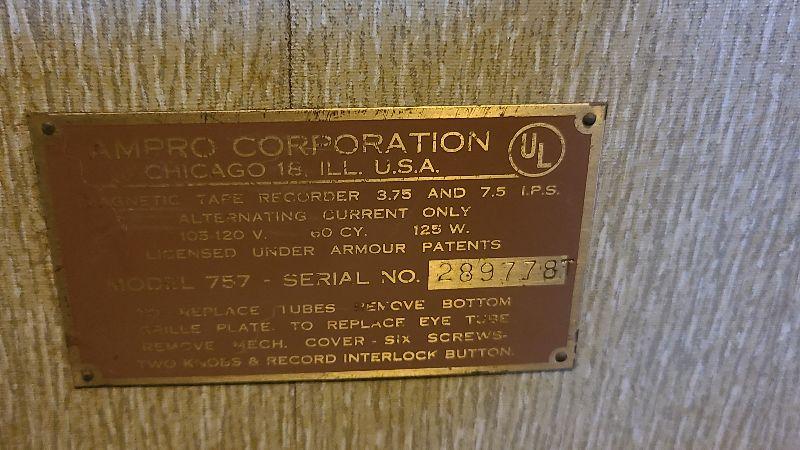 AMPRO CORPORATION UL
CHICAGO 18, ILL. U.S.A.
MAGNETIC TAPE RECORDER 3.75 AND 7.5 I.P.S.
ALTERNATING CURRENT ONLY
105-120 V. 60 CY. 125 W.
LICENSED UNDER ARMOUR PATENTS
MODEL 757 - SERIAL NO. 289778T
TO REPLACE TUBES REMOVE BOTTOM
GRILLE PLATE. TO REPLACE EYE TUBE
REMOVE MECH. COVER - SIX SCREWS-
TWO KNOBS & RECORD INTERLOCK BUTTON.